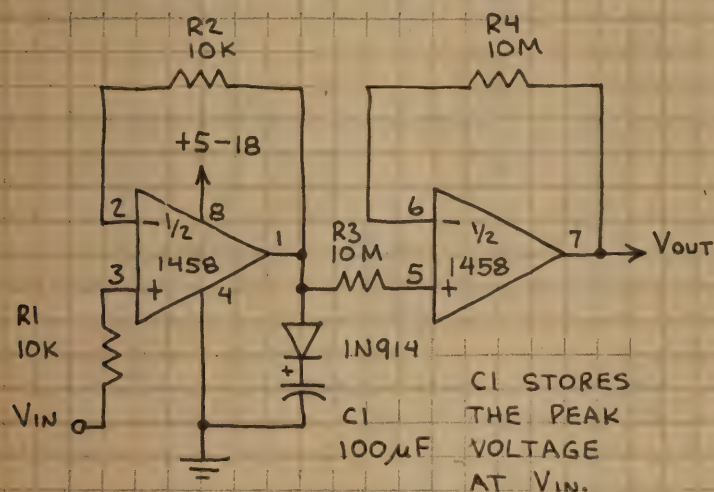 R2
10K
R4
10M
+5-18
2
-
8
1/2
1458
1
3
+
4
R1
10K
VIN
R3
10M
6
-
1/2
7
1458
5
+
VOUT
1N914
+
C1
100µF
C1 STORES
THE PEAK
VOLTAGE
AT VIN.